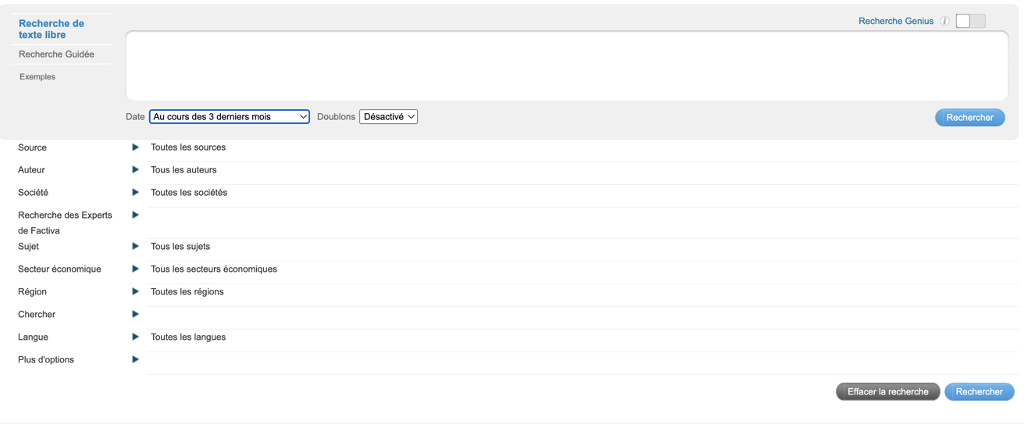 Recherche de
texte libre
Recherche Genius i
Recherche Guidée
Exemples
Date Au cours des 3 derniers mois Doublons Désactivé Rechercher
Source Toutes les sources
Auteur Tous les auteurs
Société Toutes les sociétés
Recherche des Experts
de Factiva
Sujet Tous les sujets
Secteur économique Tous les secteurs économiques
Région Toutes les régions
Chercher
Langue Toutes les langues
Plus d'options
Effacer la recherche Rechercher